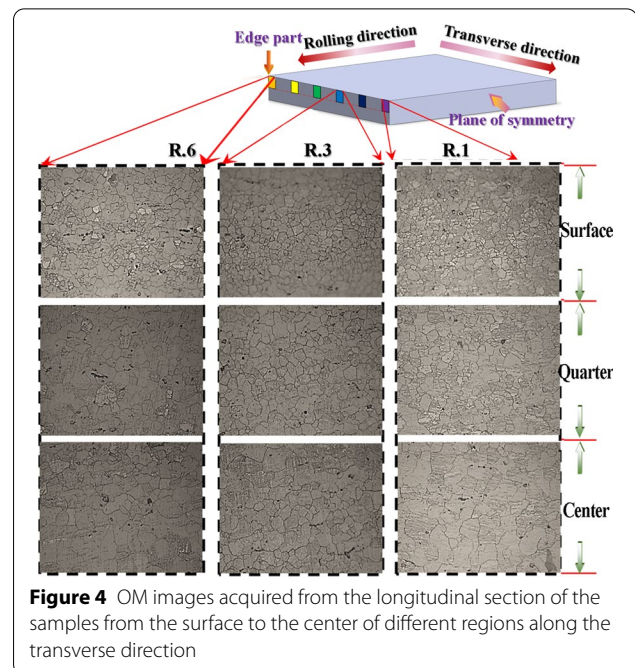 Edge part
Rolling direction
Transverse direction
Plane of symmetry
R.6 R.3 R.1
Surface
Quarter
Center
Figure 4 OM images acquired from the longitudinal section of the
samples from the surface to the center of different regions along the
transverse direction